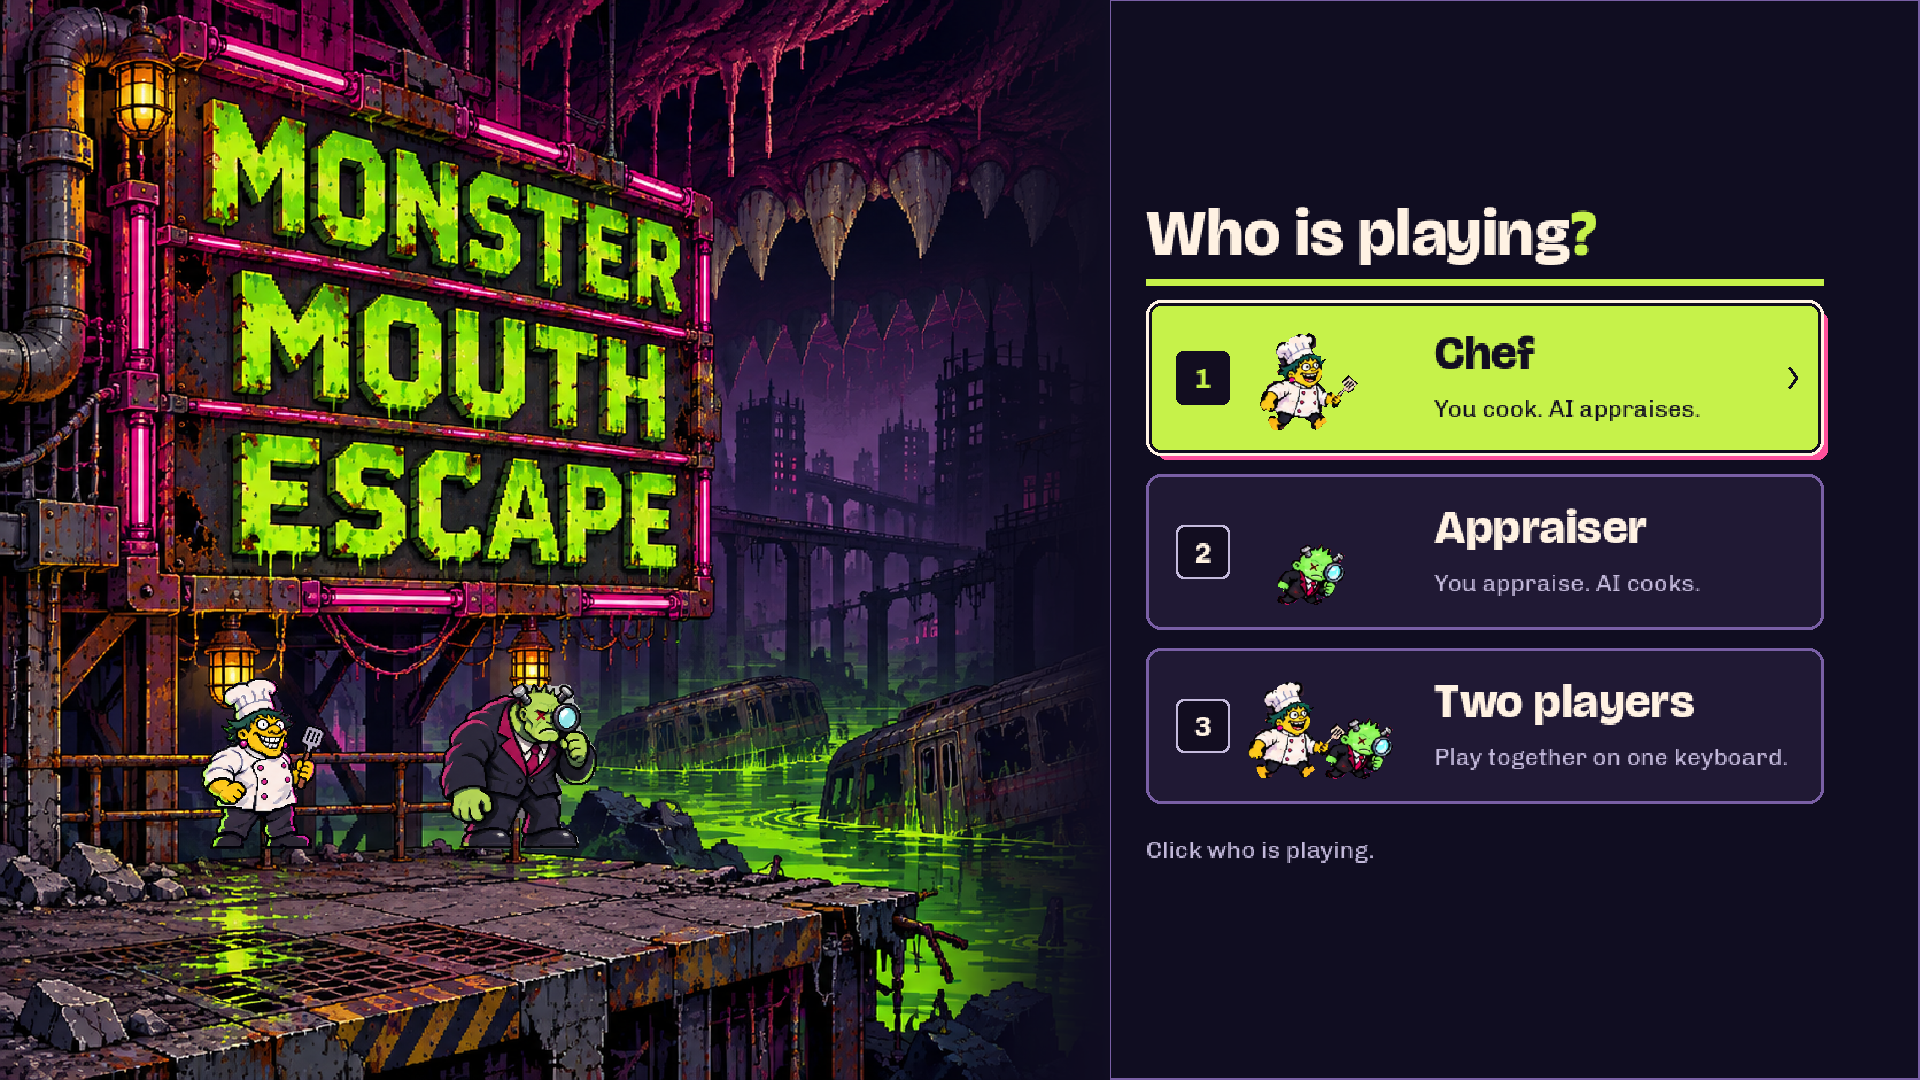 MONSTER
MOUTH
ESCAPE
Who is playing?
1
Chef
You cook. AI appraises.
2
Appraiser
You appraise. AI cooks.
3
Two players
Play together on one keyboard.
Click who is playing.